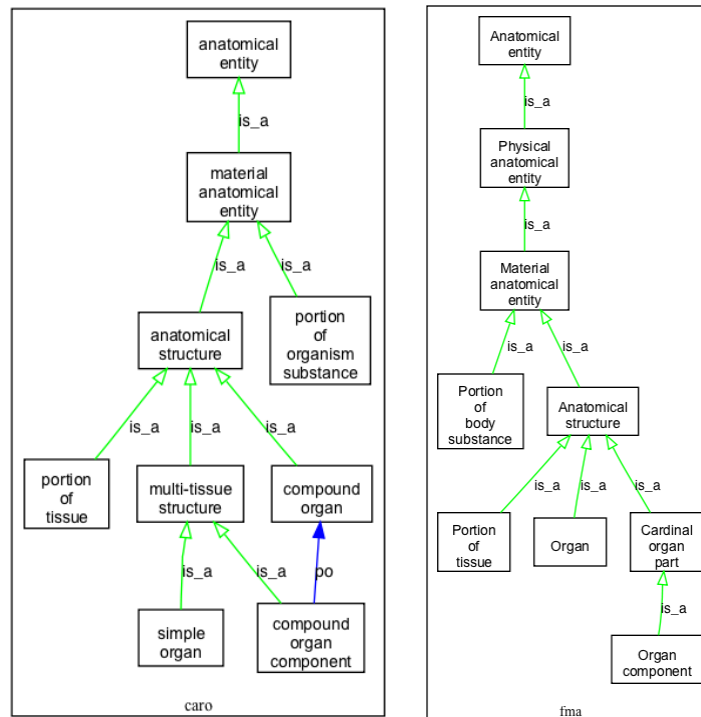 anatomical
entity
is_a
material
anatomical
entity
is_a
is_a
anatomical
structure
portion
of
organism
substance
is_a
is_a
is_a
portion
of
tissue
multi-tissue
structure
compound
organ
is_a
is_a
po
simple
organ
compound
organ
component
caro
Anatomical
entity
is_a
Physical
anatomical
entity
is_a
Material
anatomical
entity
is_a
is_a
Portion
of
body
substance
Anatomical
structure
is_a
is_a
is_a
Portion
of
tissue
Organ
Cardinal
organ
part
is_a
Organ
component
fma